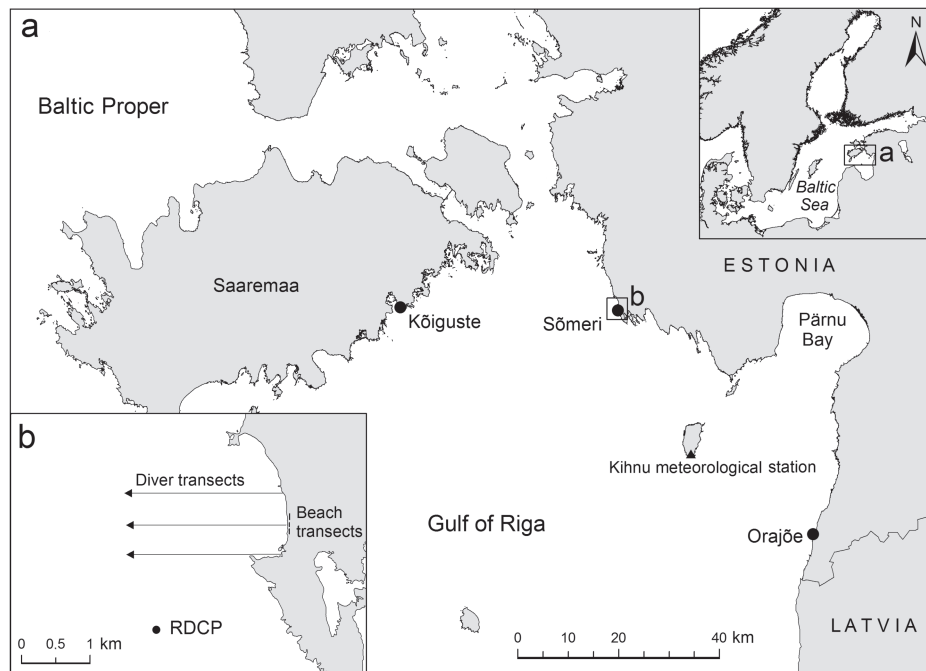 a
Baltic Proper
N
a
Baltic
Sea
ESTONIA
Saaremaa
Kõiguste
b
Sõmeri
Pärnu
Bay
Kihnu meteorological station
Gulf of Riga
Orajõe
LATVIA
0 10 20 40 km
b
Diver transects
Beach
transects
RDCP
0 0.5 1 km